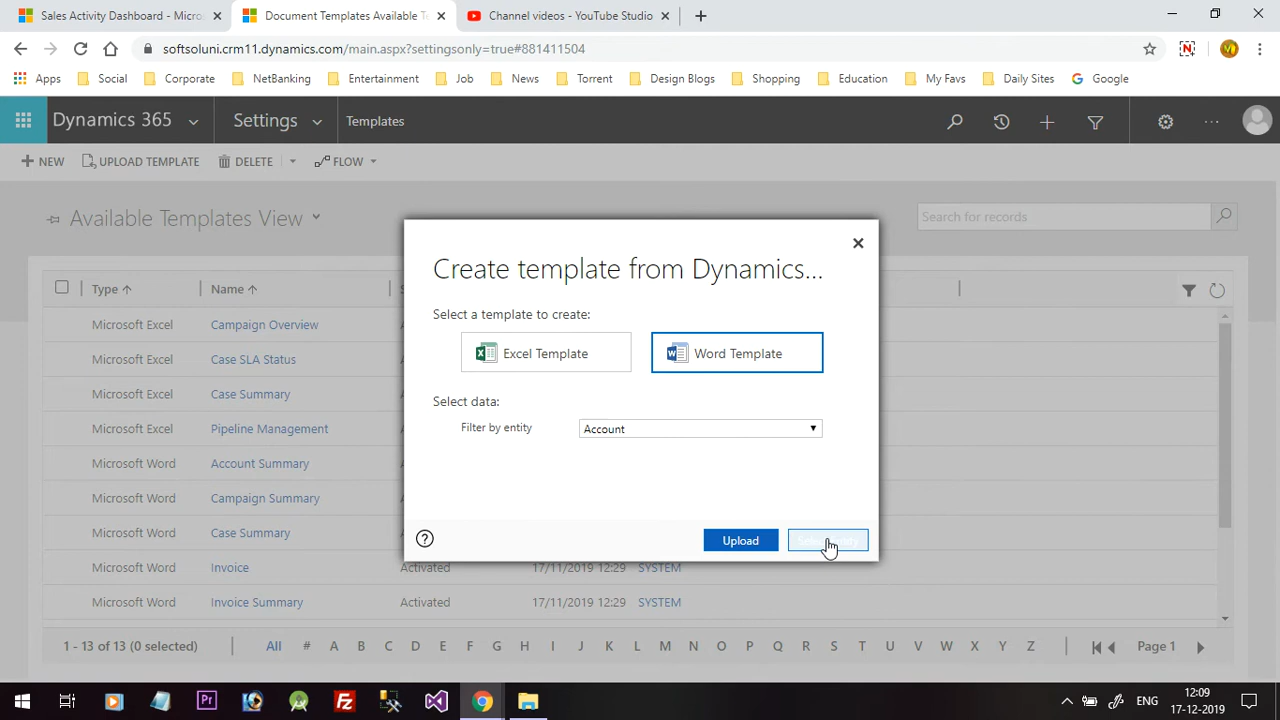 Sales Activity Dashboard - Micros
Document Templates Available T
Channel videos - YouTube Studio
softsoluni.crm11.dynamics.com/main.aspx?settingsonly=true#881411504
Apps
Social
Corporate
NetBanking
Entertainment
Job
News
Torrent
Design Blogs
Shopping
Education
My Favs
Daily Sites
Google
Dynamics 365
Settings
Templates
NEW
UPLOAD TEMPLATE
DELETE
FLOW
Available Templates View
Search for records
Create template from Dynamics...
Type
Name
Select a template to create:
Microsoft Excel Campaign Overview
Excel Template
Word Template
Microsoft Excel Case SLA Status
Microsoft Excel Case Summary
Select data:
Filter by entity
Account
Microsoft Excel Pipeline Management
Microsoft Word Account Summary
Microsoft Word Campaign Summary
Microsoft Word Case Summary
Upload
Select Entity
Microsoft Word Invoice Activated 17/11/2019 12:29 SYSTEM
Microsoft Word Invoice Summary Activated 17/11/2019 12:29 SYSTEM
1 - 13 of 13 (0 selected)
All # A B C D E F G H I J K L M N O P Q R S T U V W X Y Z
Page 1
ENG
12:09
17-12-2019